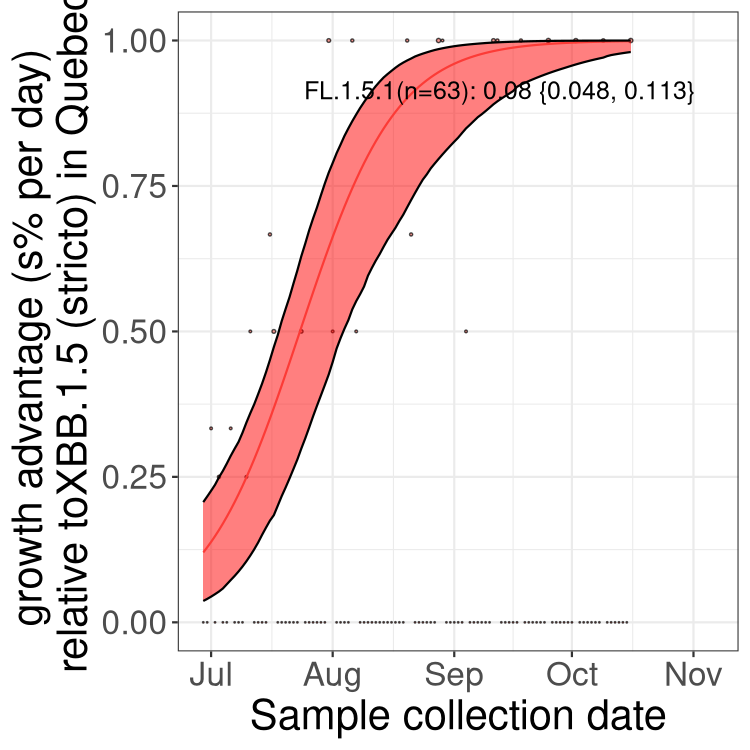 growth advantage (s% per day)
relative toXBB.1.5 (stricto) in Quebec
1.00
0.75
0.50
0.25
0.00
FL.1.5.1(n=63): 0.08 {0.048, 0.113}
Jul Aug Sep Oct Nov
Sample collection date